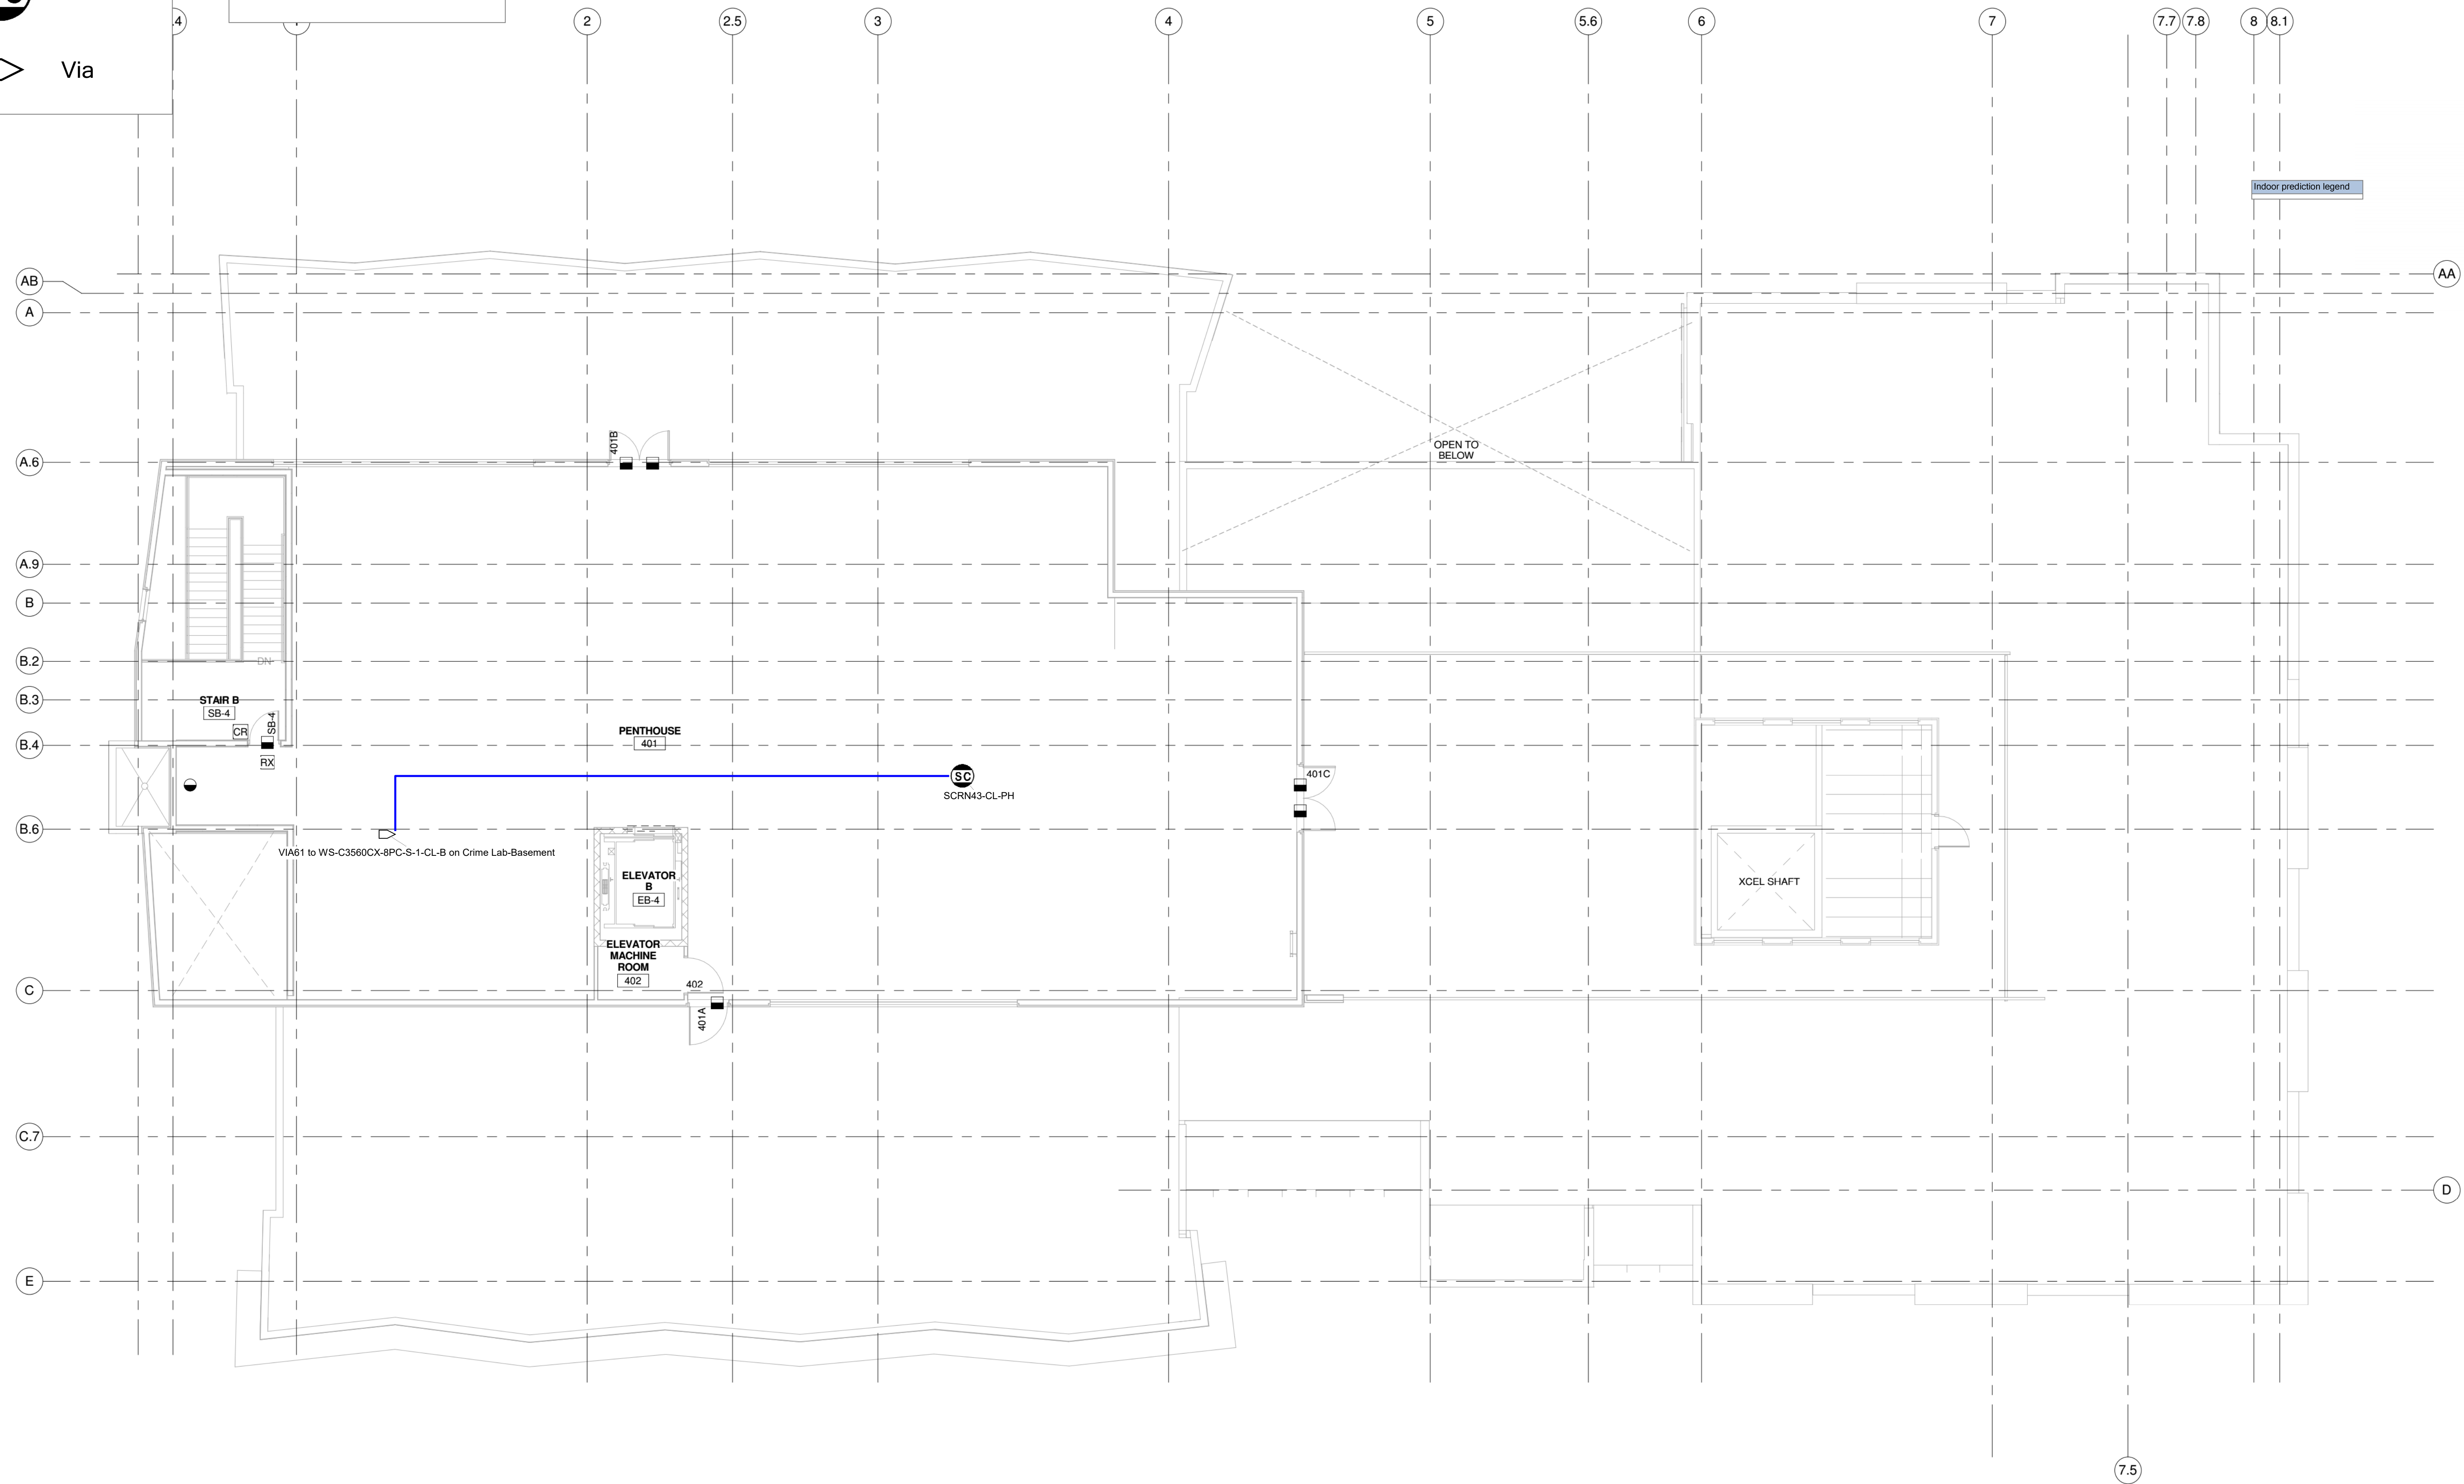 .4
2
2.5
3
4
5
5.6
6
7
7.7
7.8
8
8.1
Via
Indoor prediction legend
AB
AA
A
401B
OPEN TO
BELOW
A.6
A.9
B
B.2
DN
B.3
STAIR B
SB-4
SB-4
CR
PENTHOUSE
401
B.4
RX
SC
401C
SCRN43-CL-PH
B.6
VIA61 to WS-C3560CX-8PC-S-1-CL-B on Crime Lab-Basement
ELEVATOR
B
EB-4
XCEL SHAFT
ELEVATOR
MACHINE
ROOM
402
402
C
401A
C.7
D
E
7.5